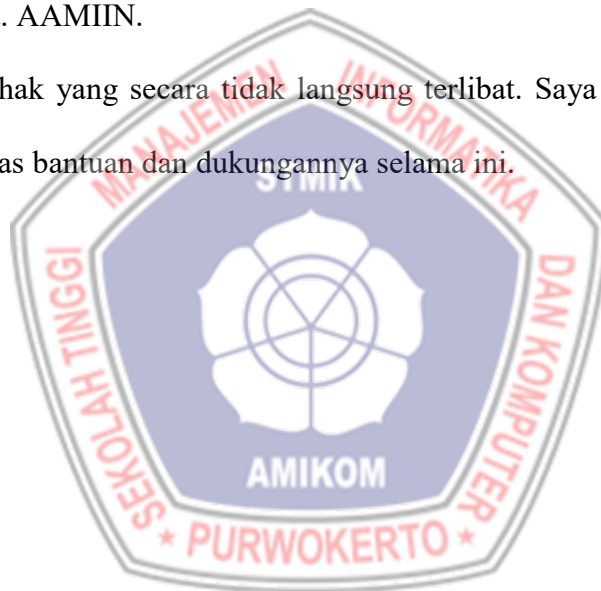 . AAMIIN.
hak yang secara tidak langsung terlibat. Saya
as bantuan dan dukungannya selama ini.
SEKOLAH TINGGI MANAJEMEN INFORMATIKA DAN KOMPUTER
STMIK
AMIKOM
* PURWOKERTO *